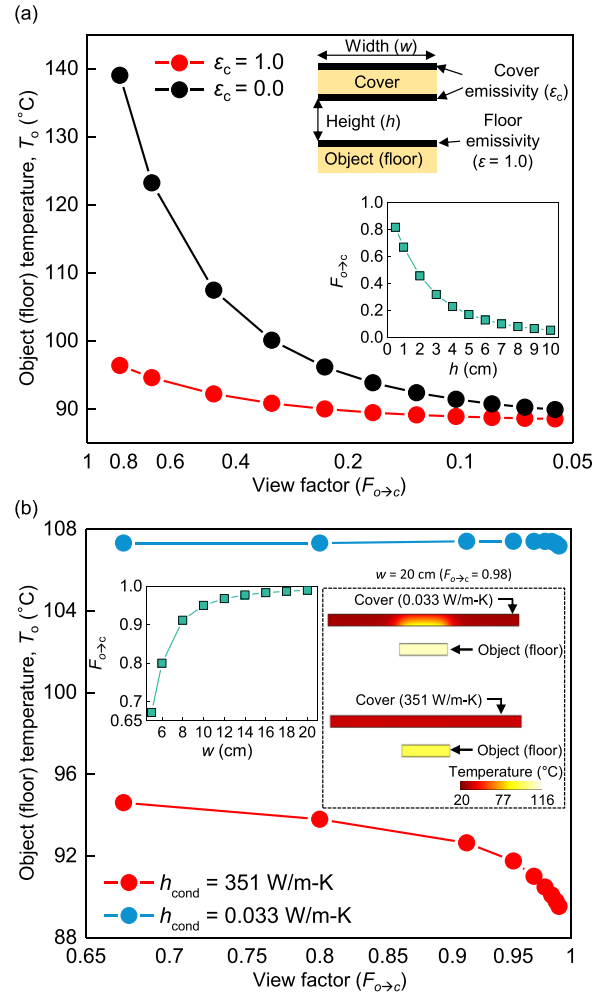 (a)
Object (floor) temperature, Tₒ (°C)
140
130
120
110
100
90
εc = 1.0
εc = 0.0
Width (w)
Cover
Cover
emissivity (εc)
Height (h)
Floor
emissivity
(ε = 1.0)
Object (floor)
Fo→c
1.0
0.8
0.6
0.4
0.2
0.0
0 1 2 3 4 5 6 7 8 9 10
h (cm)
1 0.8 0.6 0.4 0.2 0.1 0.05
View factor (Fo→c)
(b)
Object (floor) temperature, Tₒ (°C)
108
104
100
96
92
88
Fo→c
1.0
0.9
0.8
0.7
0.65
6 8 10 12 14 16 18 20
w (cm)
w = 20 cm (Fo→c = 0.98)
Cover (0.033 W/m-K)
Object (floor)
Cover (351 W/m-K)
Object (floor)
Temperature (°C)
20 77 116
hcond = 351 W/m-K
hcond = 0.033 W/m-K
0.65 0.7 0.75 0.8 0.85 0.9 0.95 1
View factor (Fo→c)